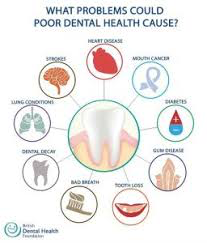 WHAT PROBLEMS COULD
POOR DENTAL HEALTH CAUSE?
HEART DISEASE
STROKES
MOUTH CANCER
LUNG CONDITIONS
DIABETES
DENTAL DECAY
GUM DISEASE
BAD BREATH
TOOTH LOSS
British
Dental Health
Foundation